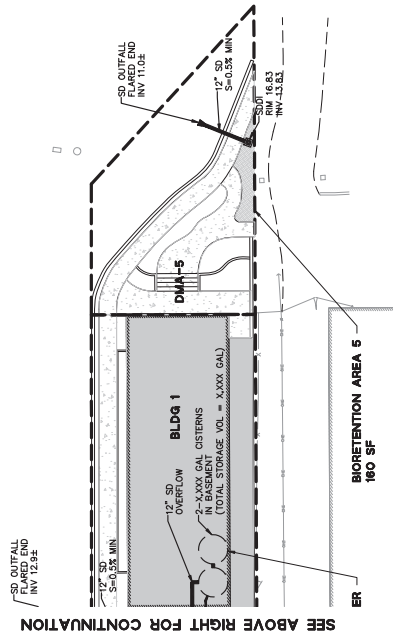 SD OUTFALL
FLARED END
INV 11.0±
12" SD
S=0.5% MIN
SDDI
RIM 16.83
INV 13.83
DMA-5
BLDG 1
12" SD
OVERFLOW
2-X,XXX GAL CISTERNS
IN BASEMENT
(TOTAL STORAGE VOL = X,XXX GAL)
BIORETENTION AREA 5
160 SF
SD OUTFALL
FLARED END
INV 12.9±
12" SD
S=0.5% MIN
ER
SEE ABOVE RIGHT FOR CONTINUATION